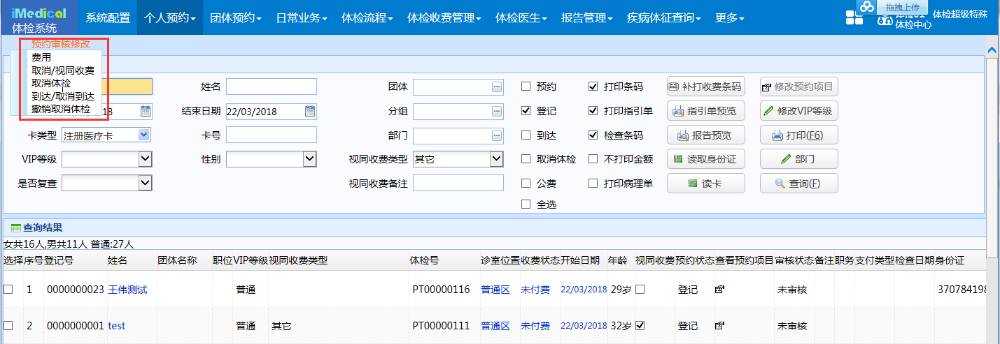 iMedical
体检系统
系统配置 个人预约 团体预约 日常业务 体检流程 体检收费管理 体检医生 报告管理 疾病体征查询 更多
拖拽上传
体检超级特殊
体检中心
预约审核修改
费用
取消/视同收费
取消体检
到达/取消到达
撤销取消体检
姓名 团体 预约 打印条码 补打收费条码 修改预约项目
2018 结束日期 22/03/2018 分组 登记 打印指引单 指引单预览 修改VIP等级
卡类型 注册医疗卡 卡号 部门 到达 检查条码 报告预览 打印(F6)
VIP等级 性别 视同收费类型 其它 取消体检 不打印金额 读取身份证 部门
是否复查 视同收费备注 公费 打印病理单 读卡 查询(F)
全选
查询结果
女共16人,男共11人 普通:27人
选择 序号 登记号 姓名 团体名称 职位 VIP等级 视同收费类型 体检号 诊室位置 收费状态 开始日期 年龄 视同收费 预约状态 查看预约项目 审核状态 备注 职务 支付类型 检查日期 身份证
1 0000000023 王伟测试 普通 PT00000116 普通区 未付费 22/03/2018 29岁 登记 未审核 370784198
2 0000000001 test 普通 其它 PT00000111 普通区 未付费 22/03/2018 32岁 登记 未审核